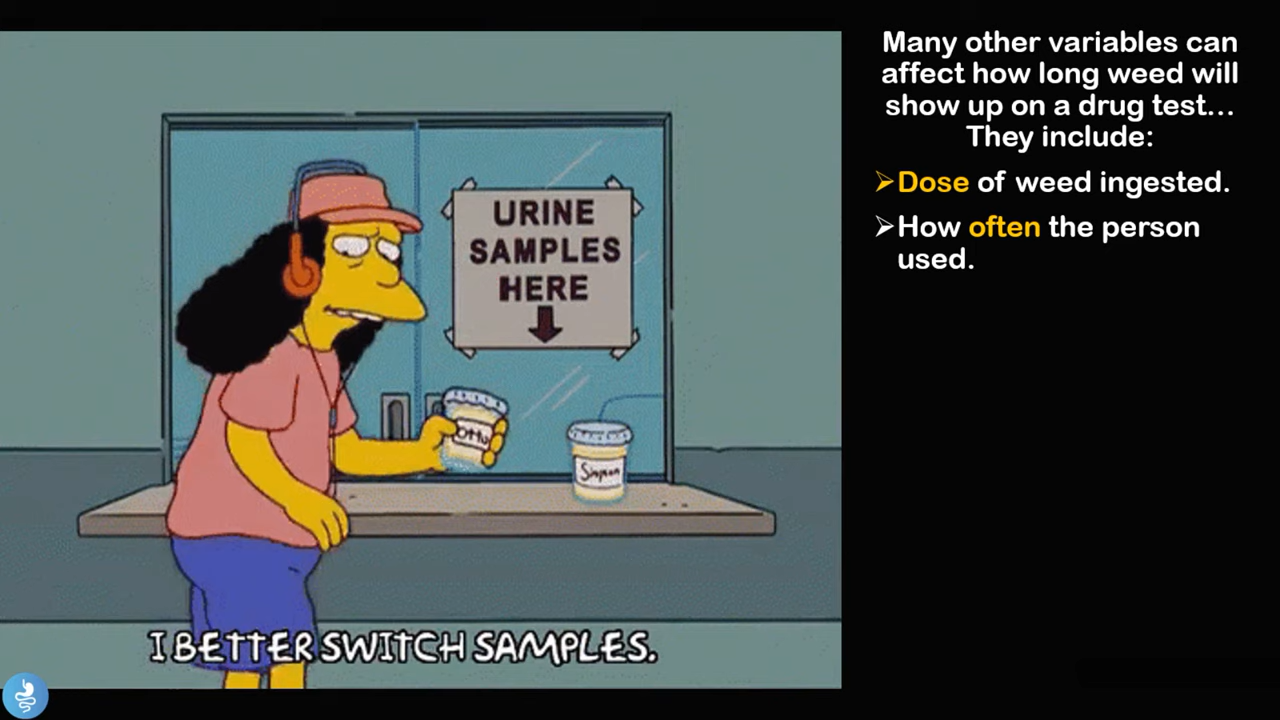 Many other variables can
affect how long weed will
show up on a drug test...
They include:
➢Dose of weed ingested.
➢How often the person
used.
URINE
SAMPLES
HERE
Otto
Simpson
I BETTER SWITCH SAMPLES.